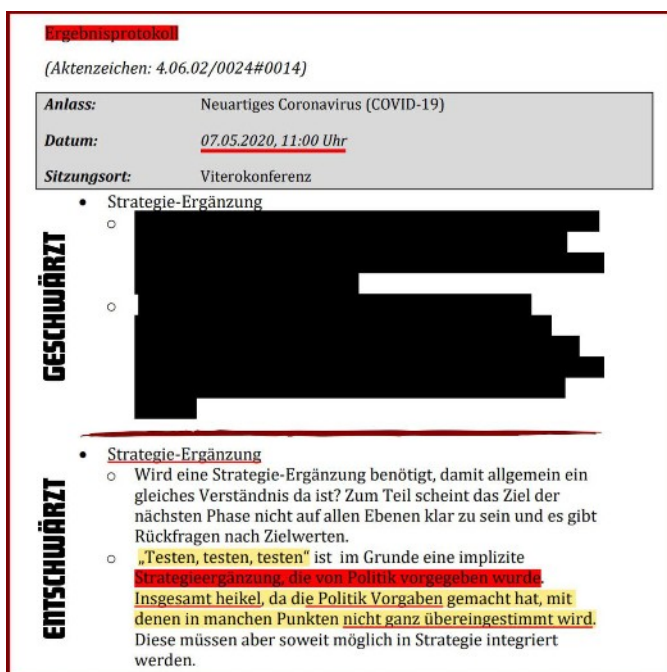 Ergebnisprotokoll
(Aktenzeichen: 4.06.02/0024#0014)
Anlass: Neuartiges Coronavirus (COVID-19)
Datum: 07.05.2020, 11:00 Uhr
Sitzungsort: Viterokonferenz
• Strategie-Ergänzung
GESCHWÄRZT
• Strategie-Ergänzung
ENTSCHWÄRZT
o Wird eine Strategie-Ergänzung benötigt, damit allgemein ein
gleiches Verständnis da ist? Zum Teil scheint das Ziel der
nächsten Phase nicht auf allen Ebenen klar zu sein und es gibt
Rückfragen nach Zielwerten.
o „Testen, testen, testen“ ist im Grunde eine implizite
Strategieergänzung, die von Politik vorgegeben wurde.
Insgesamt heikel, da die Politik Vorgaben gemacht hat, mit
denen in manchen Punkten nicht ganz übereingestimmt wird.
Diese müssen aber soweit möglich in Strategie integriert
werden.